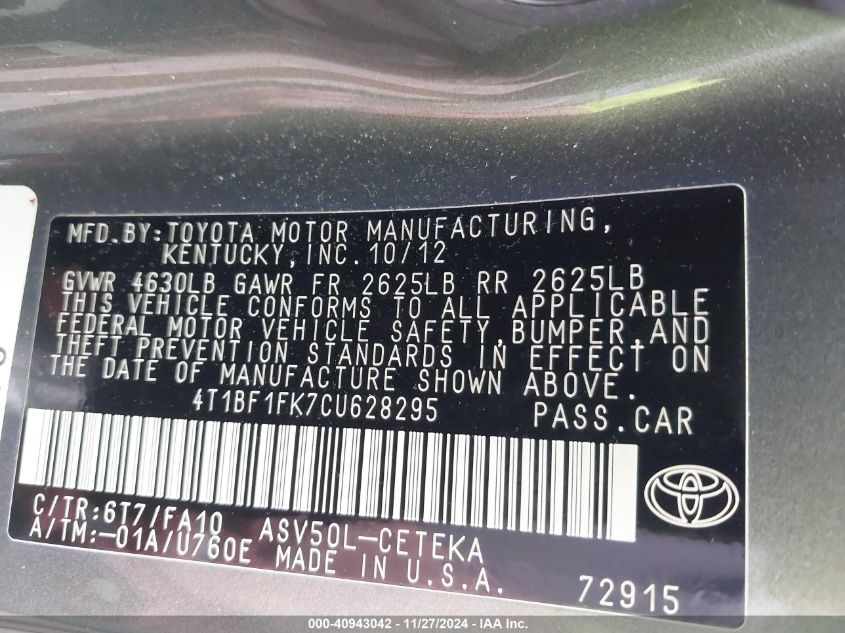 MFD.BY:TOYOTA MOTOR MANUFACTURING,
KENTUCKY,INC.10/12
GVWR 4630LB GAWR FR 2625LB RR 2625LB
THIS VEHICLE CONFORMS TO ALL APPLICABLE
FEDERAL MOTOR VEHICLE SAFETY,BUMPER,AND
THEFT PREVENTION STANDARDS IN EFFECT ON
THE DATE OF MANUFACTURE SHOWN ABOVE.
4T1BF1FK7CU628295 PASS.CAR
C/TR:6T7/FA10 ASV50L-CETEKA
A/TM:-01A/U760E MADE IN U.S.A.
72915
000-40943042 - 11/27/2024 - IAAI Inc.